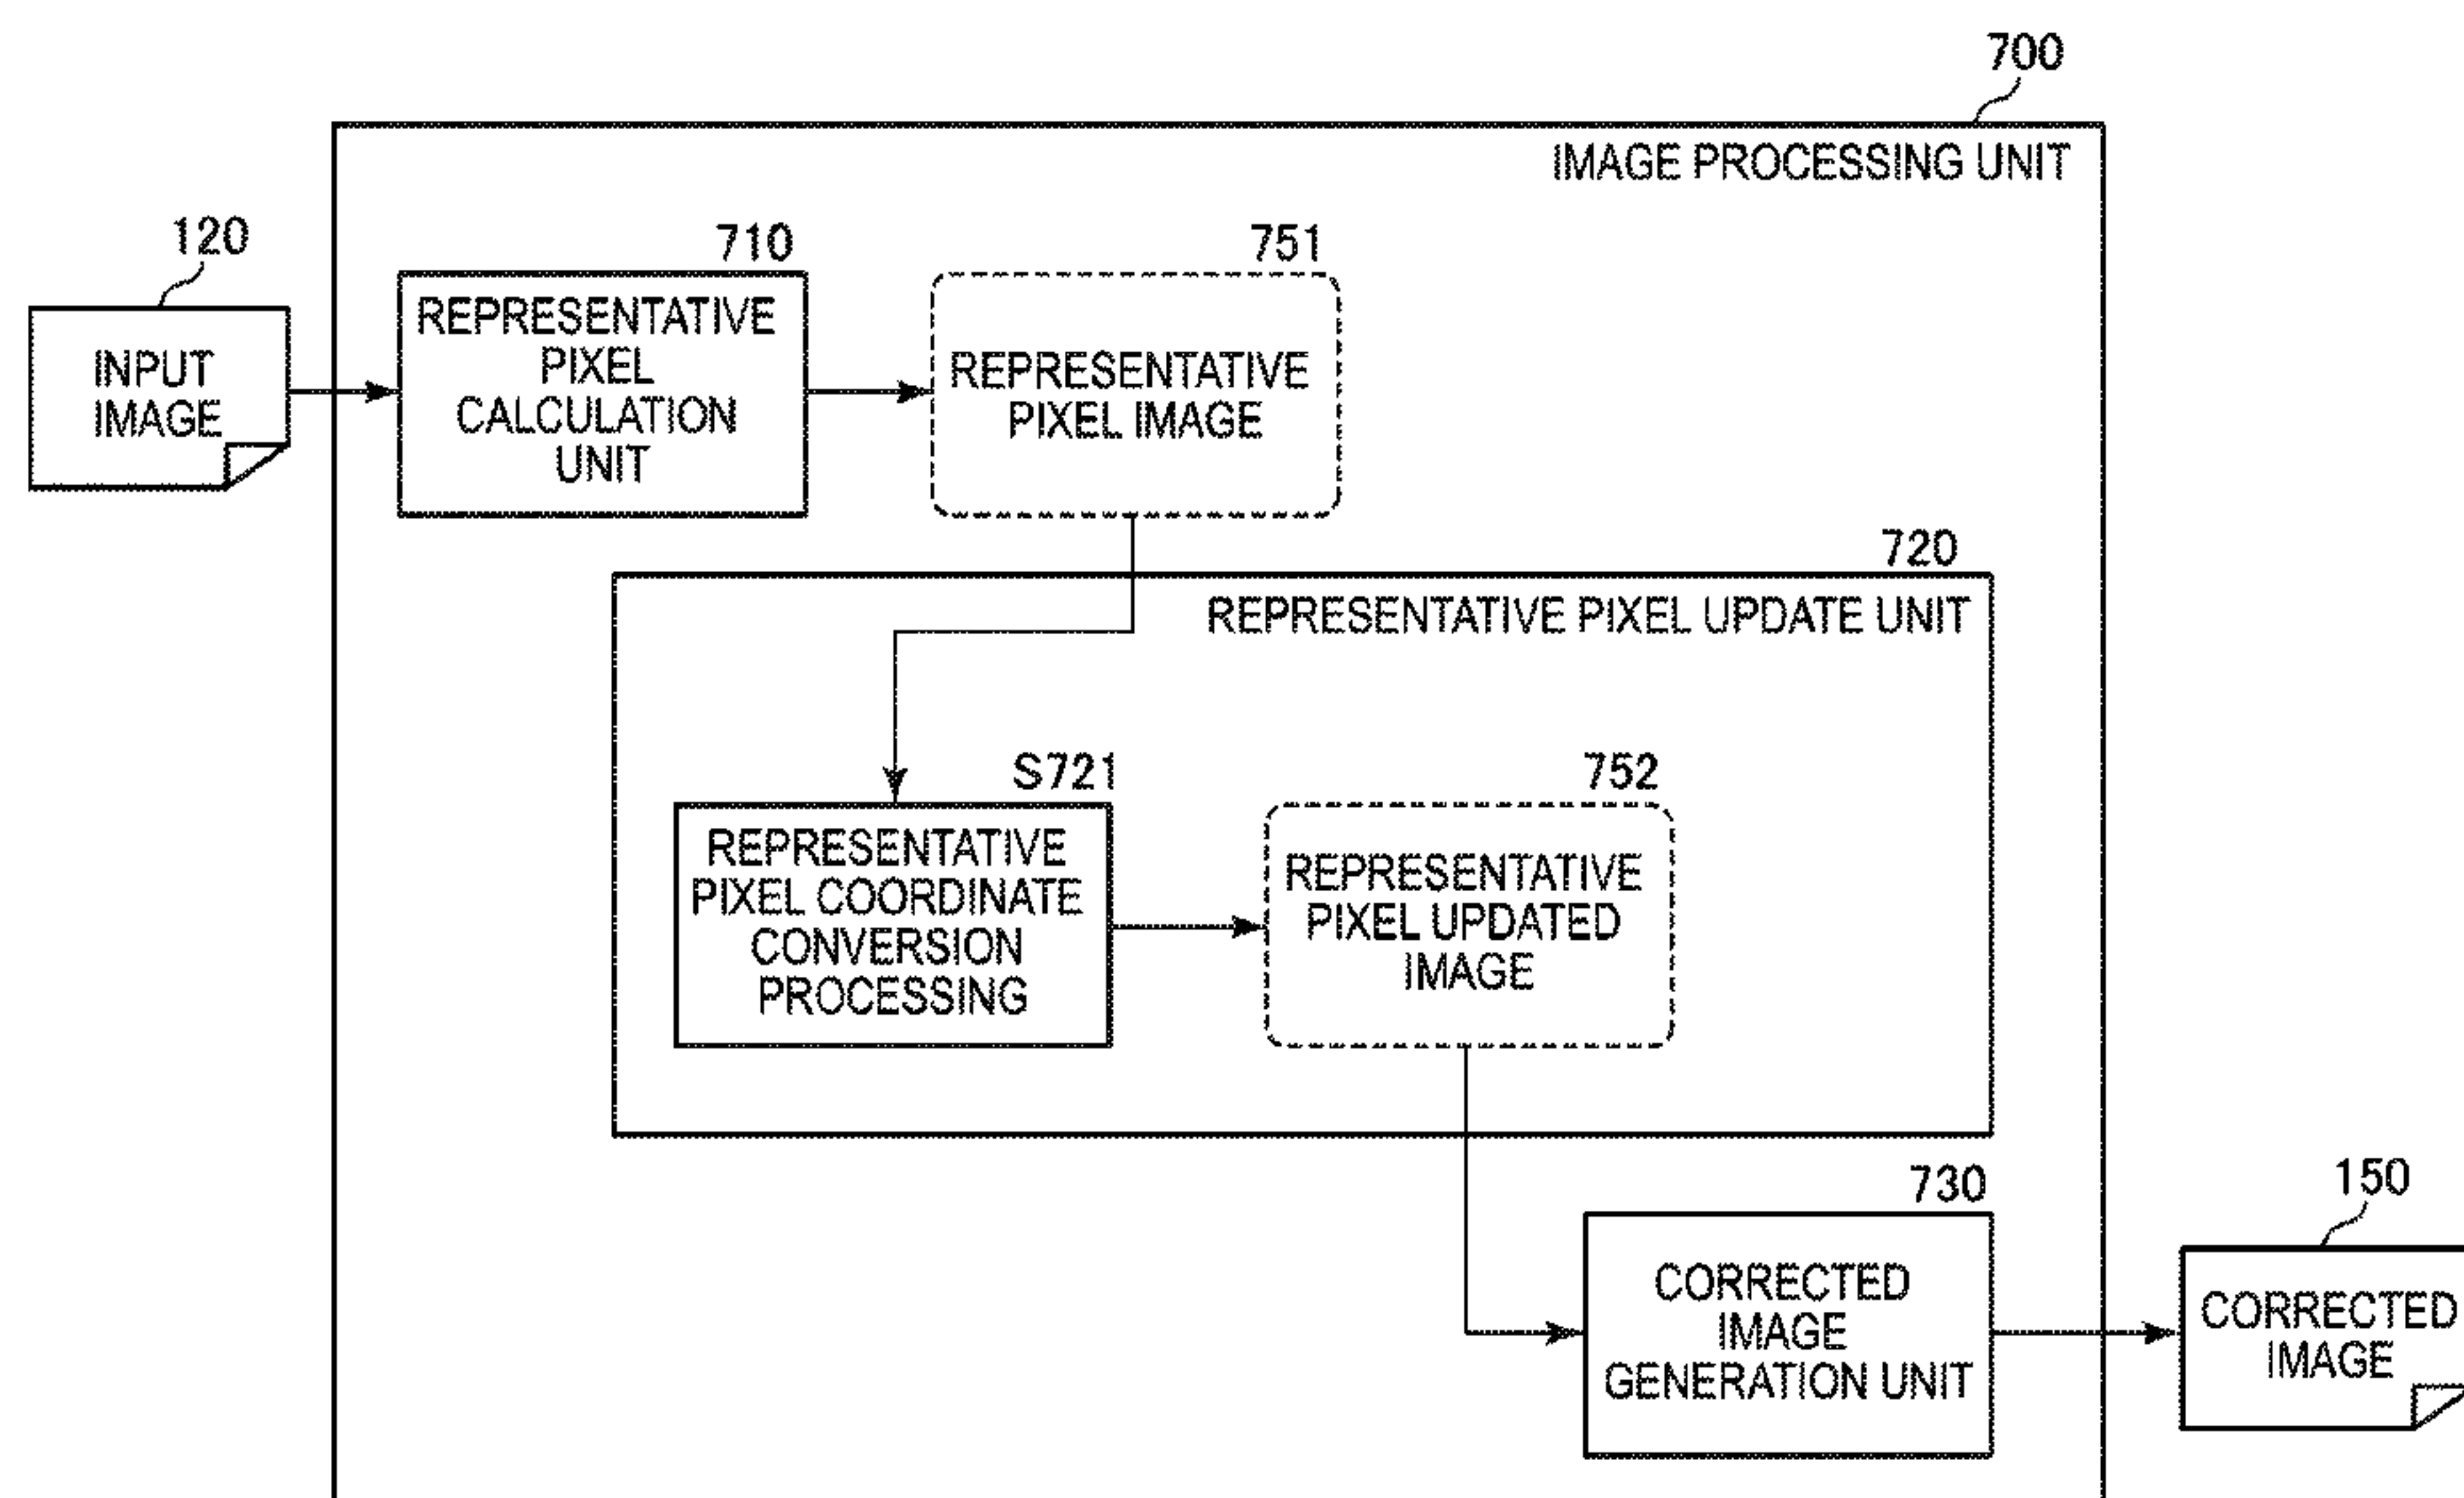 700
IMAGE PROCESSING UNIT
120
INPUT
IMAGE
710
REPRESENTATIVE
PIXEL
CALCULATION
UNIT
751
REPRESENTATIVE
PIXEL IMAGE
720
REPRESENTATIVE PIXEL UPDATE UNIT
S721
REPRESENTATIVE
PIXEL COORDINATE
CONVERSION
PROCESSING
752
REPRESENTATIVE
PIXEL UPDATED
IMAGE
730
CORRECTED
IMAGE
GENERATION UNIT
150
CORRECTED
IMAGE